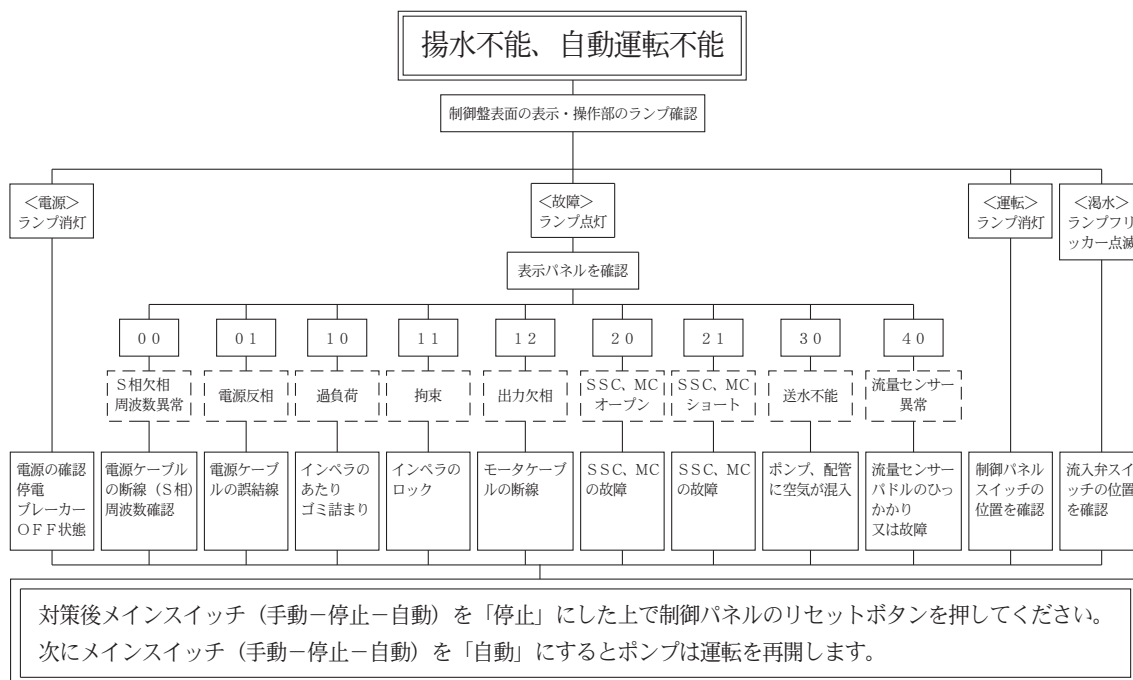 揚水不能、自動運転不能
制御盤表面の表示・操作部のランプ確認
＜電源＞
ランプ消灯
＜故障＞
ランプ点灯
＜運転＞
ランプ消灯
＜渇水＞
ランプフリ
ッカー点滅
表示パネルを確認
００
０１
１０
１１
１２
２０
２１
３０
４０
Ｓ相欠相
周波数異常
電源反相
過負荷
拘束
出力欠相
ＳＳＣ、ＭＣ
オープン
ＳＳＣ、ＭＣ
ショート
送水不能
流量センサー
異常
電源の確認
停電
ブレーカー
ＯＦＦ状態
電源ケーブル
の断線（Ｓ相）
周波数確認
電源ケーブ
ルの誤結線
インペラの
あたり
ゴミ詰まり
インペラの
ロック
モータケーブ
ルの断線
ＳＳＣ、ＭＣ
の故障
ＳＳＣ、ＭＣ
の故障
ポンプ、配管
に空気が混入
流量センサー
パドルのひっ
かかり
又は故障
制御パネル
スイッチの
位置を確認
流入弁スイ
ッチの位置
を確認
対策後メインスイッチ（手動－停止－自動）を「停止」にした上で制御パネルのリセットボタンを押してください。
次にメインスイッチ（手動－停止－自動）を「自動」にするとポンプは運転を再開します。